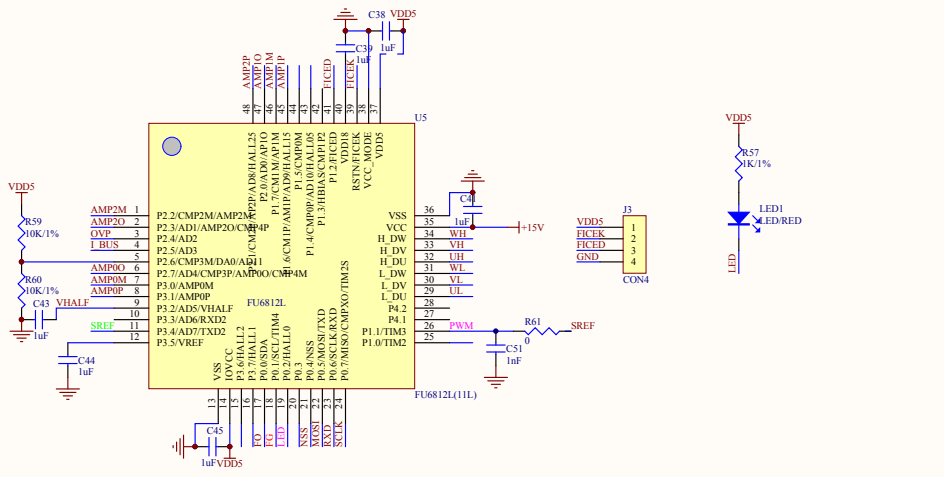 C38
VDD5
C39
1uF
1uF
AMP2P
AMP1O
AMP1M
AMP1P
FICED
FICEK
48
47
46
45
44
43
42
41
40
39
38
37
U5
P2.0/AD0/AP1O
P1.7/CM1M/AP1M
P1.6/CM1P/AM1P/AD9/HALL15
P1.5/CMP0M
P1.4/CMP0P/AD10/HALL05
P1.3/HBIAS/CMP1P2
P1.2/FICED
VDD18
RSTN/FICEK
VCC_MODE
VDD5
VDD5
R59
10K/1%
R60
10K/1%
C43
1uF
VHALF
C44
1uF
AMP2M 1 P2.2/CMP2M/AMP2M
AMP2O 2 P2.3/AD1/AMP2O/CMP4P
OVP 3 P2.4/AD2
I_BUS 4 P2.5/AD3
5 P2.6/CMP3M/DA0/AD11
AMP0O 6 P2.7/AD4/CMP3P/AMP0O/CMP4M
AMP0M 7 P3.0/AMP0M
AMP0P 8 P3.1/AMP0P
9 P3.2/AD5/VHALF
10 P3.3/AD6/RXD2
SREF 11 P3.4/AD7/TXD2
12 P3.5/VREF
FU6812L
VSS 36
VCC 35
H_DW 34 WH
H_DV 33 VH
H_DU 32 UH
L_DW 31 WL
L_DV 30 VL
L_DU 29 UL
P4.2 28
P4.1 27
P1.1/TIM3 26 PWM
P1.0/TIM2 25
C41
1uF
+15V
R61
0
SREF
C51
1nF
FU6812L(11L)
VSS
IOVCC
P3.6/HALL2
P3.7/HALL1
P0.0/SDA
P0.1/SCL/TIM4
P0.2/HALL0
P0.3
P0.4/NSS
P0.5/MOSI/TXD
P0.6/SCLK/RXD
P0.7/MISO/CMPXO/TIM2S
13
14
15
16
17
18
19
20
21
22
23
24
FO
FG
LED
NSS
MOSI
RXD
SCLK
C45
1uF
VDD5
J3
VDD5 1
FICEK 2
FICED 3
GND 4
CON4
VDD5
R57
1K/1%
LED1
LED/RED
LED